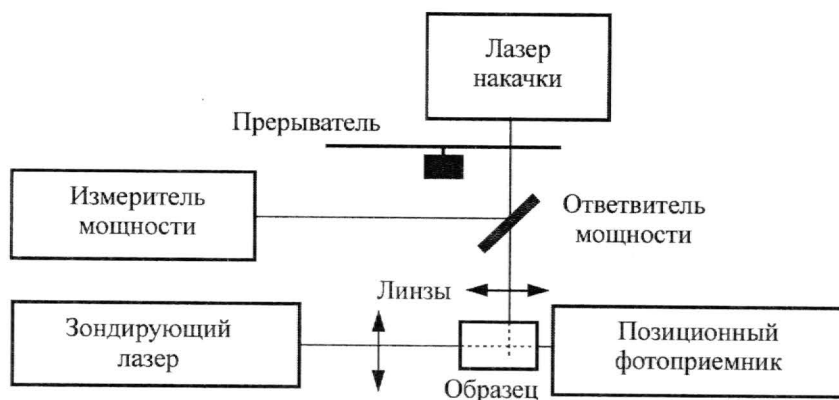 Лазер
накачки
Прерыватель
Измеритель
мощности
Ответвитель
мощности
Линзы
Зондирующий
лазер
Образец
Позиционный
фотоприемник